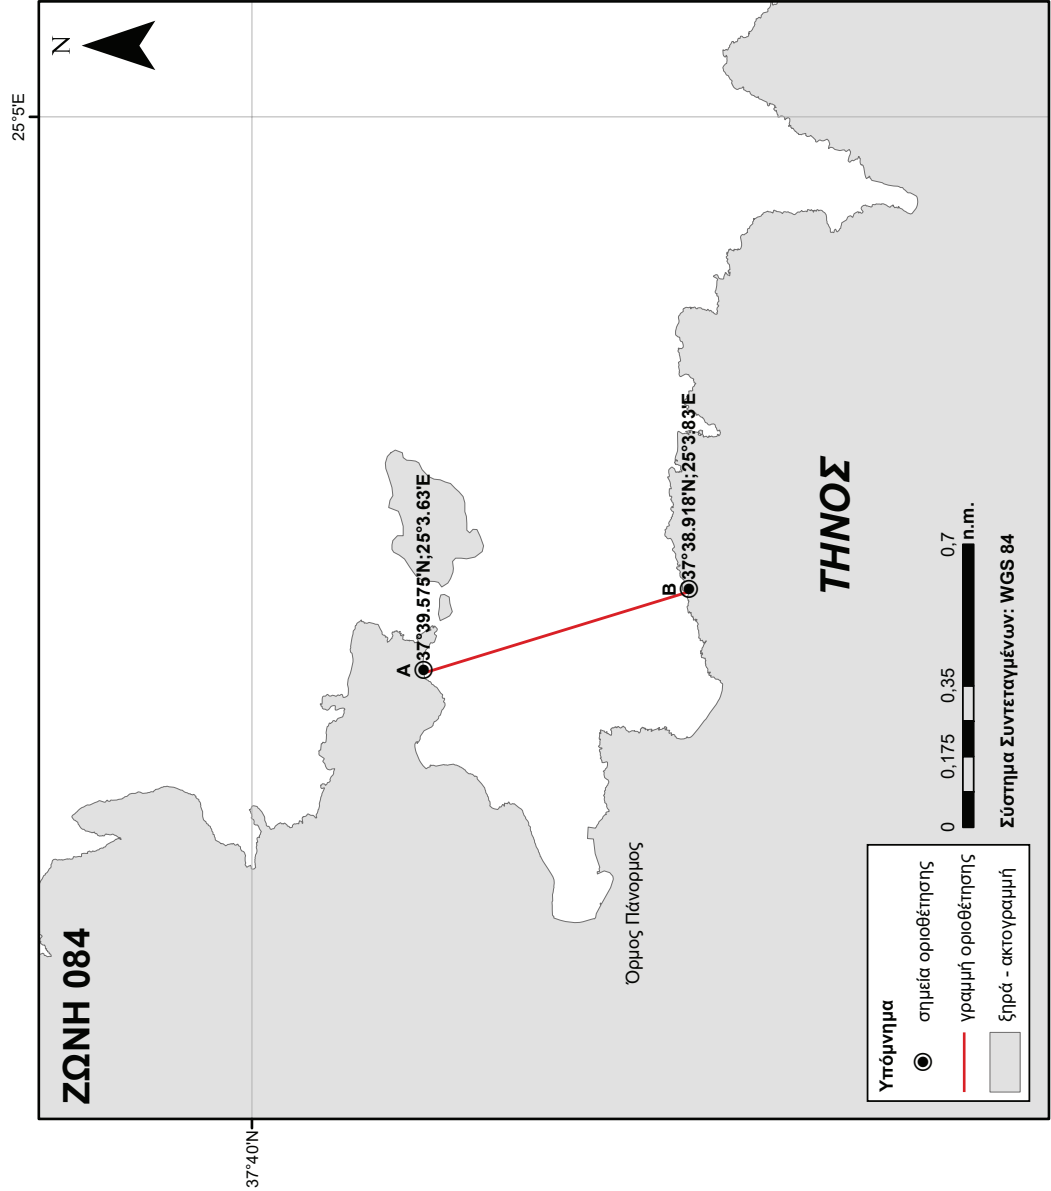 ΖΩΝΗ 084
N
25°5'E
37°40'N
A
37°39.575'N;25°3.63'E
B
37°38.918'N;25°3.83'E
Όρμος Πάνορμος
ΤΗΝΟΣ
Υπόμνημα
σημεία οριοθέτησης
γραμμή οριοθέτησης
ξηρά - ακτογραμμή
0 0,175 0,35 0,7
n.m.
Σύστημα Συντεταγμένων: WGS 84